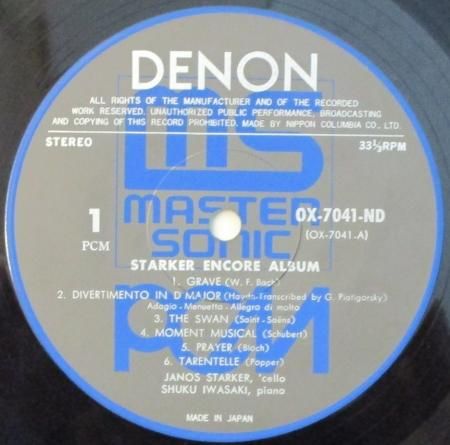 DENON
ALL RIGHTS OF THE MANUFACTURER AND OF THE RECORDED
WORK RESERVED. UNAUTHORIZED PUBLIC PERFORMANCE, BROADCASTING
AND COPYING OF THIS RECORD PROHIBITED. MADE BY NIPPON COLUMBIA CO., LTD.
STEREO 33⅓RPM
MS
MASTER
SONIC
1 OX-7041-ND
PCM (OX-7041.A)
STARKER ENCORE ALBUM
1. GRAVE (W. F. Bach)
2. DIVERTIMENTO IN D MAJOR (Haydn-Transcribed by G. Piatigorsky)
Adagio - Menuetto - Allegro di molto
3. THE SWAN (Saint-Saëns)
4. MOMENT MUSICAL (Schubert)
5. PRAYER (Bloch)
6. TARENTELLE (Popper)
PCM
JANOS STARKER, 'cello
SHUKU IWASAKI, piano
MADE IN JAPAN